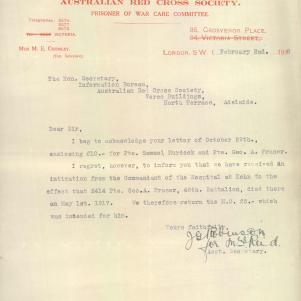 AUSTRALIAN RED CROSS SOCIETY.
PRISONER OF WAR CARE COMMITTEE.
VICTORIA
36, GROSVENOR PLACE
54, VICTORIA STREET,
MISS M. E. CHOMLEY,
(Hon. Secretary)
LONDON. S W 1 February 2nd. 191
The Hon. Secretary,
Information Bureau,
Australian Red Cross Society,
Verco Buildings,
North Terrace, Adelaide.
Dear Sir,
I beg to acknowledge your letter of October 29th.,
enclosing £10.- for Pte. Samuel Murdock and Pte. Geo. A. Fraser.
I regret, however, to inform you that we have received an
intimation from the Commandant of the Hospital at to the
effect that 2414 Pte. Geo.A. Fraser, 48th. Battalion, died there
on May 1st. 1917. We therefore return the M.O. £5.- which
was intended for him.
Yours faithfully,
for
Asst. Secretary.